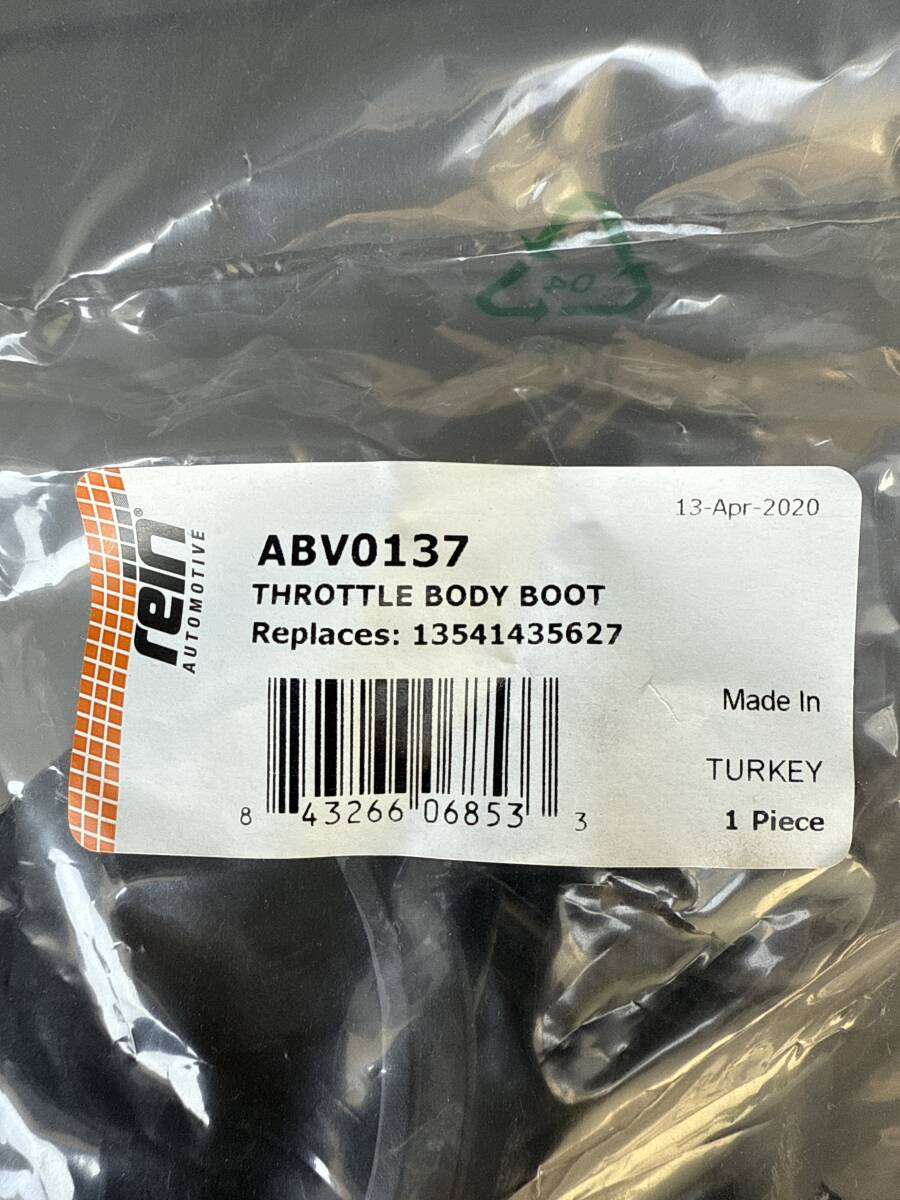 04
13-Apr-2020
rein®
AUTOMOTIVE
ABV0137
THROTTLE BODY BOOT
Replaces: 13541435627
Made In
TURKEY
1 Piece
8 43266 06853 3